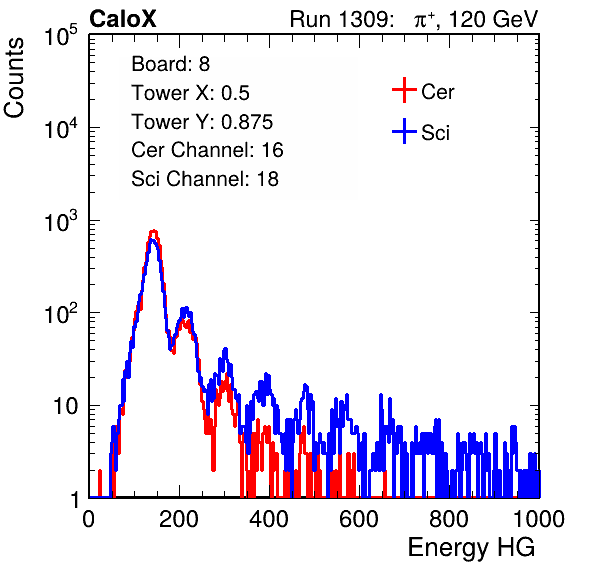 CaloX Run 1309: π⁺, 120 GeV
Counts
Board: 8
Tower X: 0.5
Tower Y: 0.875
Cer Channel: 16
Sci Channel: 18
Cer
Sci
10⁵
10⁴
10³
10²
10
1
0 200 400 600 800 1000
Energy HG